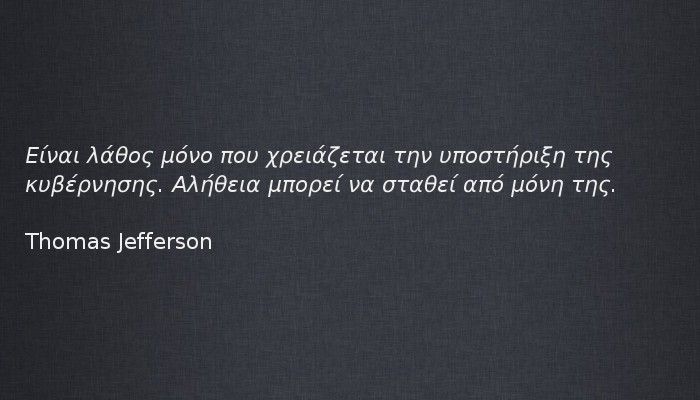 Είναι λάθος μόνο που χρειάζεται την υποστήριξη της
κυβέρνησης. Αλήθεια μπορεί να σταθεί από μόνη της.
Thomas Jefferson